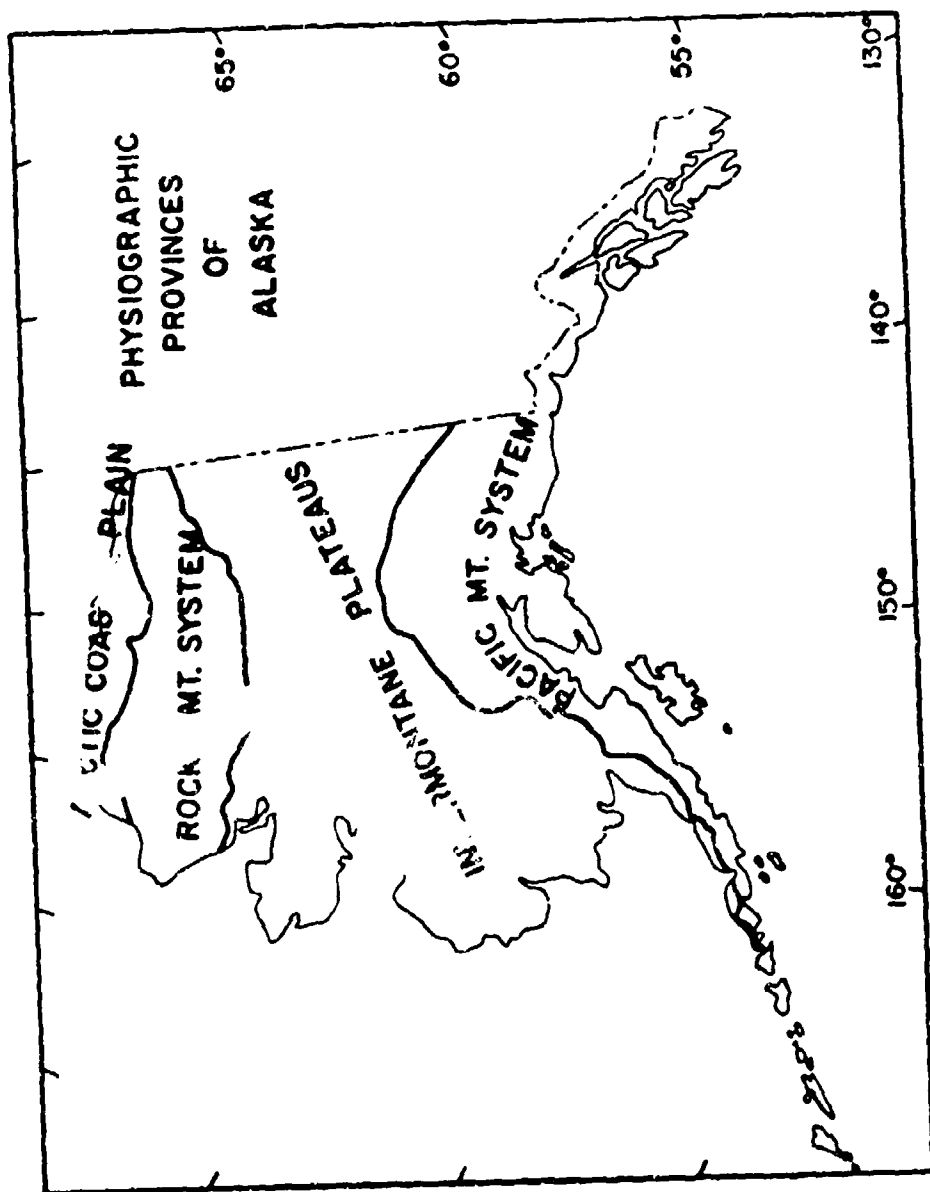 PHYSIOGRAPHIC
PROVINCES
OF
ALASKA
PLAIN
ROCK MT. SYSTEM
PLATEAUS
PACIFIC MT. SYSTEM
65°
60°
55°
130°
140°
150°
160°